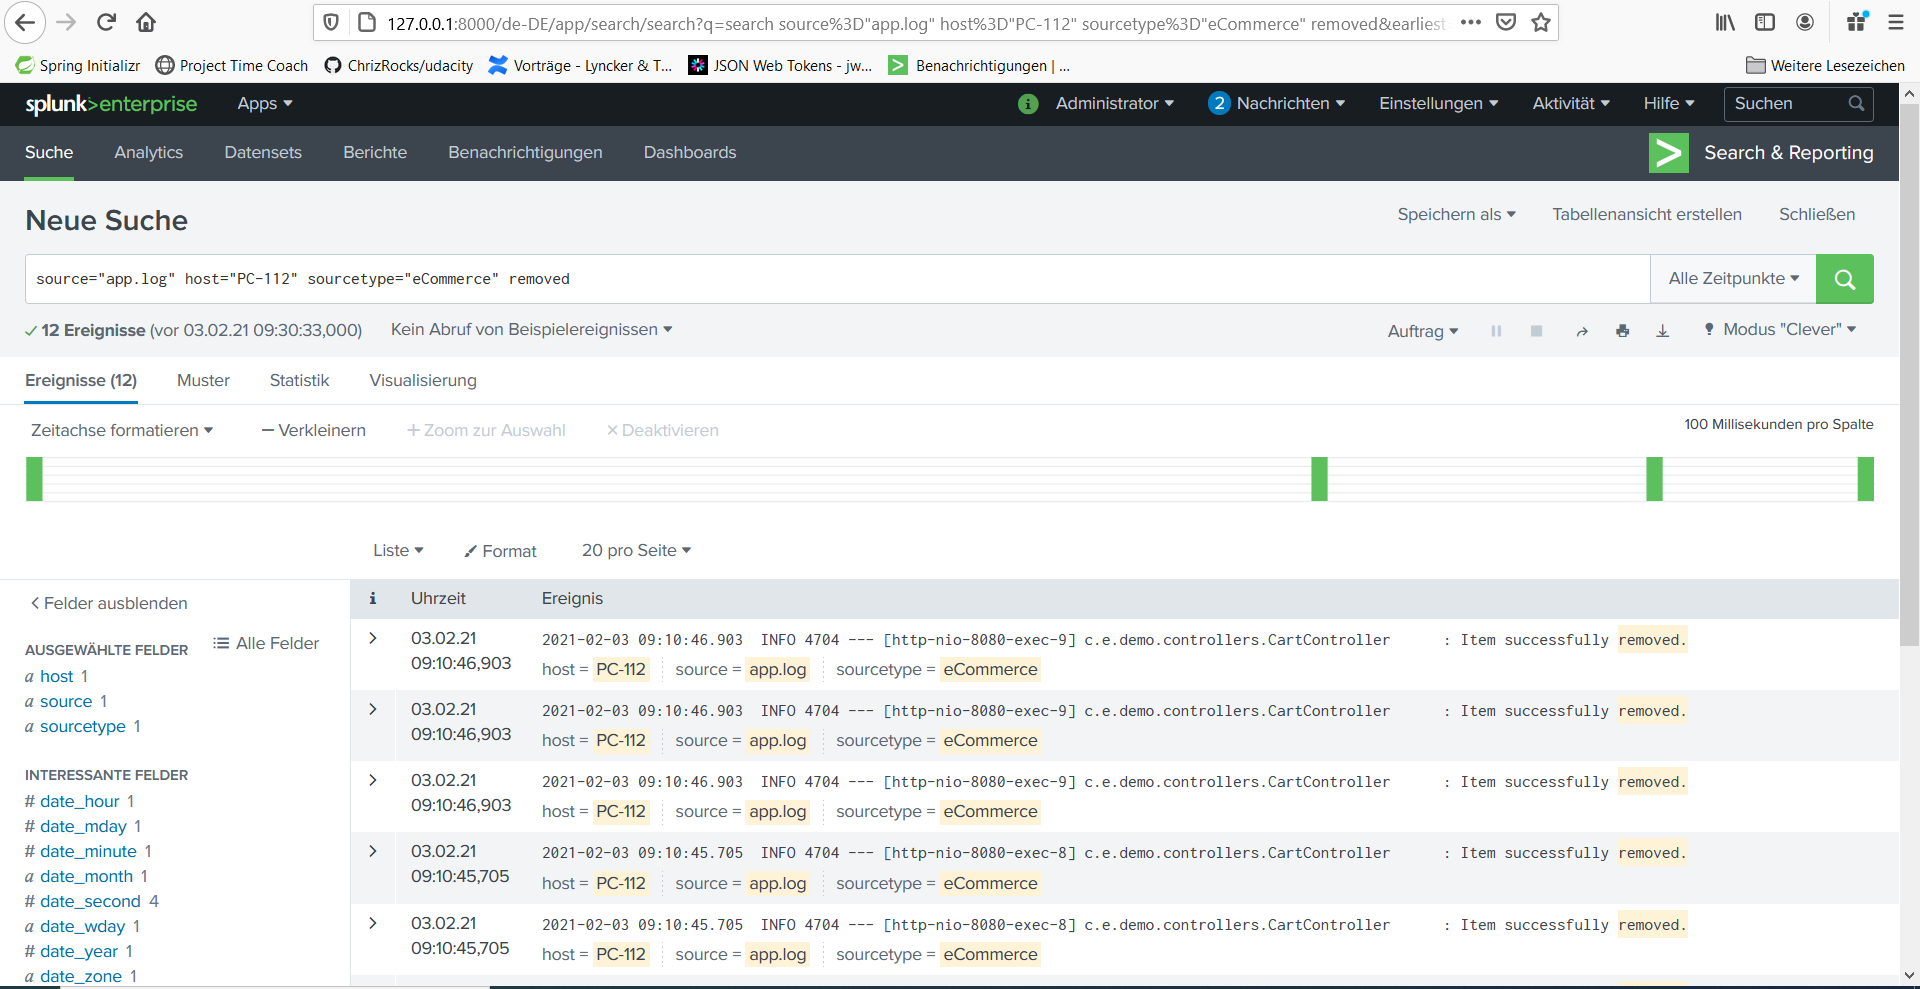 127.0.0.1:8000/de-DE/app/search/search?q=search source%3D"app.log" host%3D"PC-112" sourcetype%3D"eCommerce" removed&earliest
Spring Initializr Project Time Coach ChrizRocks/udacity Vorträge - Lyncker & T... JSON Web Tokens - jw... Benachrichtigungen | ... Weitere Lesezeichen
splunk>enterprise Apps i Administrator 2 Nachrichten Einstellungen Aktivität Hilfe Suchen
Suche Analytics Datensets Berichte Benachrichtigungen Dashboards > Search & Reporting
Neue Suche Speichern als Tabellenansicht erstellen Schließen
source="app.log" host="PC-112" sourcetype="eCommerce" removed Alle Zeitpunkte
12 Ereignisse (vor 03.02.21 09:30:33,000) Kein Abruf von Beispielereignissen Auftrag Modus "Clever"
Ereignisse (12) Muster Statistik Visualisierung
Zeitachse formatieren — Verkleinern + Zoom zur Auswahl × Deaktivieren 100 Millisekunden pro Spalte
Liste Format 20 pro Seite
< Felder ausblenden
Alle Felder
AUSGEWÄHLTE FELDER
a host 1
a source 1
a sourcetype 1
INTERESSANTE FELDER
# date_hour 1
# date_mday 1
# date_minute 1
a date_month 1
# date_second 4
a date_wday 1
# date_year 1
a date_zone 1
i Uhrzeit Ereignis
> 03.02.21 2021-02-03 09:10:46.903 INFO 4704 --- [http-nio-8080-exec-9] c.e.demo.controllers.CartController : Item successfully removed.
09:10:46,903 host = PC-112 source = app.log sourcetype = eCommerce
> 03.02.21 2021-02-03 09:10:46.903 INFO 4704 --- [http-nio-8080-exec-9] c.e.demo.controllers.CartController : Item successfully removed.
09:10:46,903 host = PC-112 source = app.log sourcetype = eCommerce
> 03.02.21 2021-02-03 09:10:46.903 INFO 4704 --- [http-nio-8080-exec-9] c.e.demo.controllers.CartController : Item successfully removed.
09:10:46,903 host = PC-112 source = app.log sourcetype = eCommerce
> 03.02.21 2021-02-03 09:10:45.705 INFO 4704 --- [http-nio-8080-exec-8] c.e.demo.controllers.CartController : Item successfully removed.
09:10:45,705 host = PC-112 source = app.log sourcetype = eCommerce
> 03.02.21 2021-02-03 09:10:45.705 INFO 4704 --- [http-nio-8080-exec-8] c.e.demo.controllers.CartController : Item successfully removed.
09:10:45,705 host = PC-112 source = app.log sourcetype = eCommerce